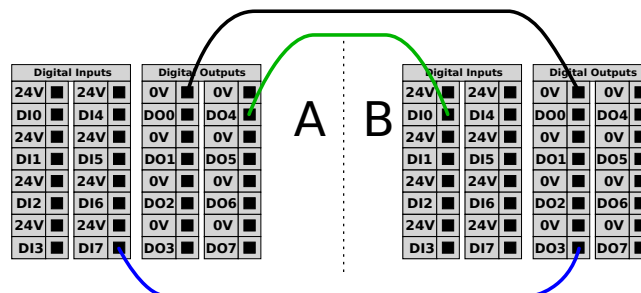 Digital Inputs Digital Outputs Digital Inputs Digital Outputs
24V 24V 0V 0V 24V 24V 0V 0V
DI0 DI4 DO0 DO4 A B DI0 DI4 DO0 DO4
24V 24V 0V 0V 24V 24V 0V 0V
DI1 DI5 DO1 DO5 DI1 DI5 DO1 DO5
24V 24V 0V 0V 24V 24V 0V 0V
DI2 DI6 DO2 DO6 DI2 DI6 DO2 DO6
24V 24V 0V 0V 24V 24V 0V 0V
DI3 DI7 DO3 DO7 DI3 DI7 DO3 DO7